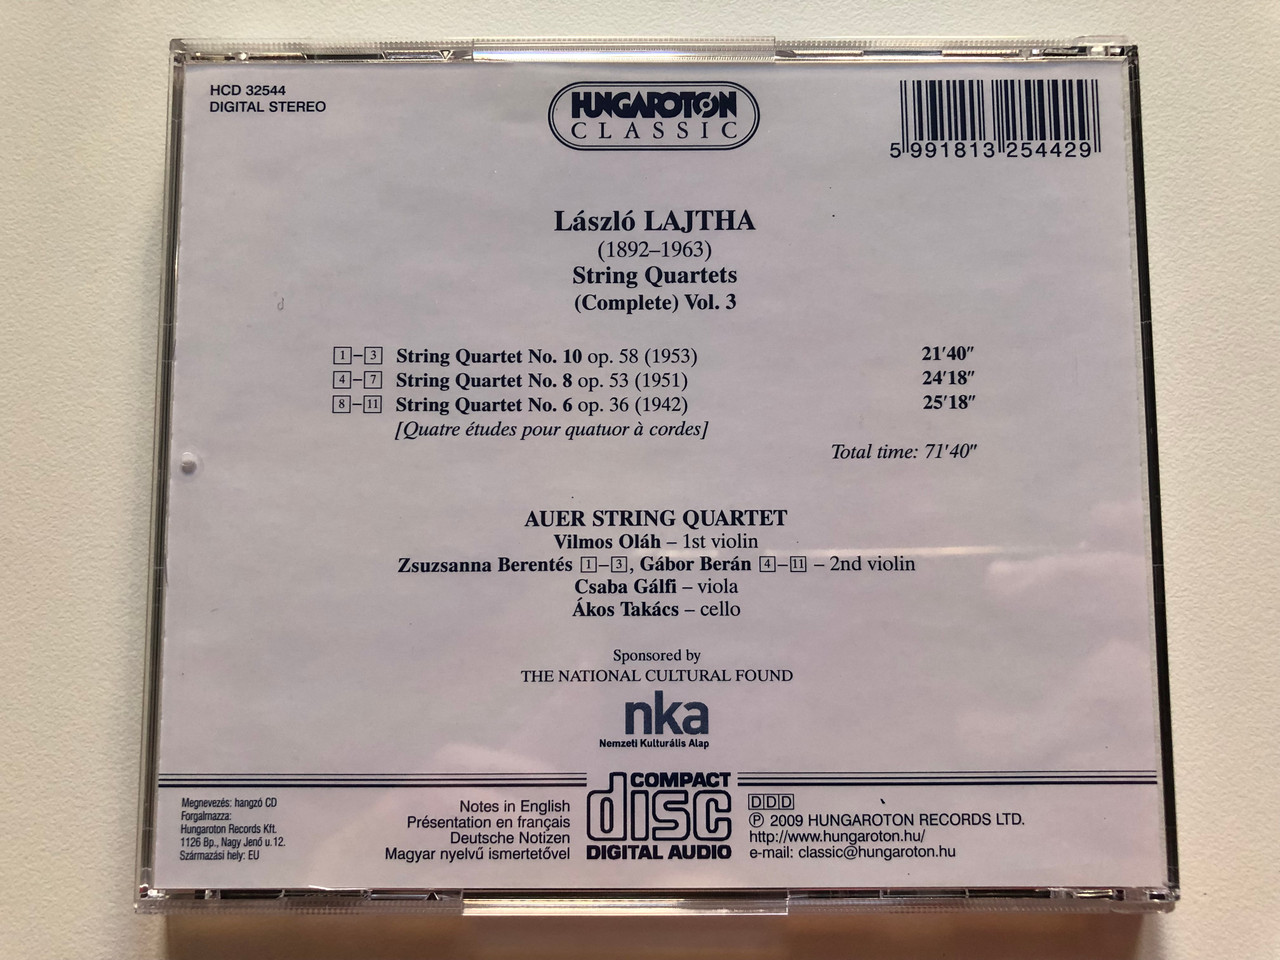 HCD 32544
DIGITAL STEREO
HUNGAROTON
CLASSIC
5 991813 254429
László LAJTHA
(1892–1963)
String Quartets
(Complete) Vol. 3
1–3 String Quartet No. 10 op. 58 (1953) 21'40"
4–7 String Quartet No. 8 op. 53 (1951) 24'18"
8–11 String Quartet No. 6 op. 36 (1942) 25'18"
[Quatre études pour quatuor à cordes]
Total time: 71'40"
AUER STRING QUARTET
Vilmos Oláh – 1st violin
Zsuzsanna Berentés 1–3, Gábor Berán 4–11 – 2nd violin
Csaba Gálfi – viola
Ákos Takács – cello
Sponsored by
THE NATIONAL CULTURAL FOUND
nka
Nemzeti Kulturális Alap
Megnevezés: hangzó CD
Forgalmazza:
Hungaroton Records Kft.
1126 Bp., Nagy Jenő u.12.
Származási hely: EU
Notes in English
Présentation en français
Deutsche Notizen
Magyar nyelvű ismertetővel
COMPACT
disc
DIGITAL AUDIO
DDD
℗ 2009 HUNGAROTON RECORDS LTD.
http://www.hungaroton.hu/
e-mail: classic@hungaroton.hu